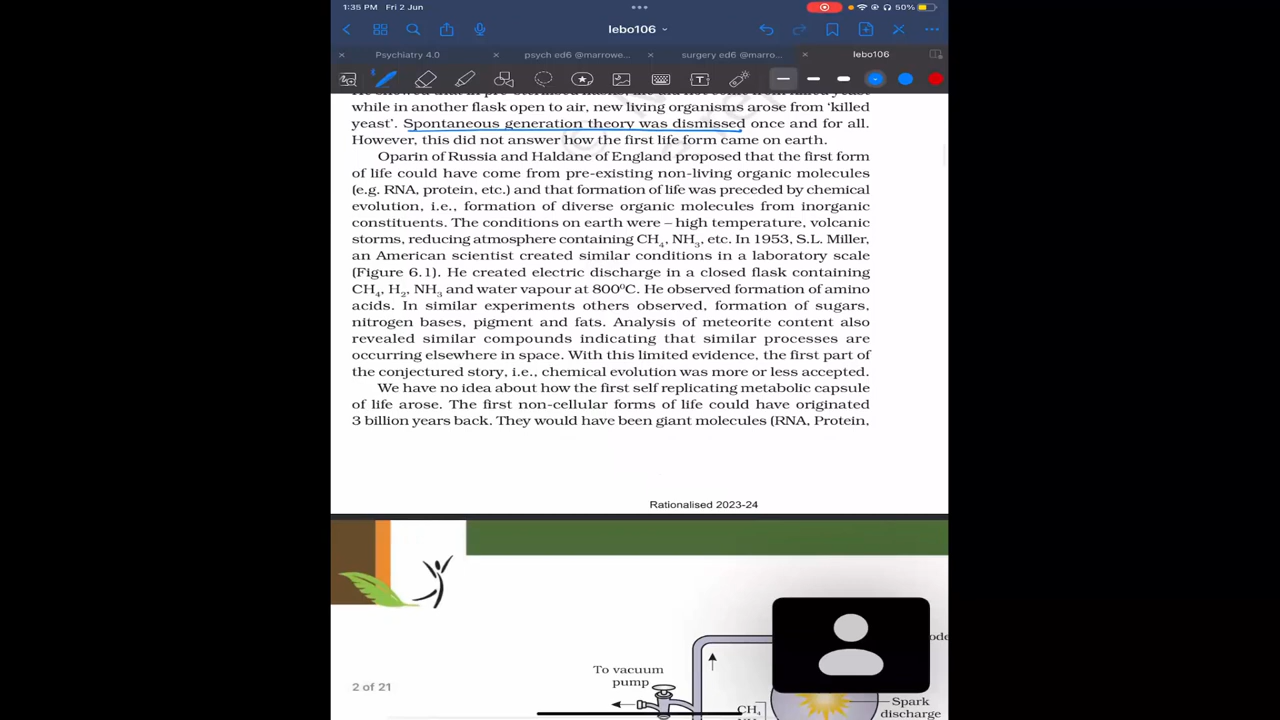 1:35 PM Fri 2 Jun
50%
lebo106
Psychiatry 4.0
psych ed6 @marrowe...
surgery ed6 @marro...
lebo106
while in another flask open to air, new living organisms arose from ‘killed
yeast’. Spontaneous generation theory was dismissed once and for all.
However, this did not answer how the first life form came on earth.
Oparin of Russia and Haldane of England proposed that the first form
of life could have come from pre-existing non-living organic molecules
(e.g. RNA, protein, etc.) and that formation of life was preceded by chemical
evolution, i.e., formation of diverse organic molecules from inorganic
constituents. The conditions on earth were – high temperature, volcanic
storms, reducing atmosphere containing CH₄, NH₃, etc. In 1953, S.L. Miller,
an American scientist created similar conditions in a laboratory scale
(Figure 6.1). He created electric discharge in a closed flask containing
CH₄, H₂, NH₃ and water vapour at 800⁰C. He observed formation of amino
acids. In similar experiments others observed, formation of sugars,
nitrogen bases, pigment and fats. Analysis of meteorite content also
revealed similar compounds indicating that similar processes are
occurring elsewhere in space. With this limited evidence, the first part of
the conjectured story, i.e., chemical evolution was more or less accepted.
We have no idea about how the first self replicating metabolic capsule
of life arose. The first non-cellular forms of life could have originated
3 billion years back. They would have been giant molecules (RNA, Protein,
Rationalised 2023-24
To vacuum
pump
2 of 21
Spark
discharge
CH₄